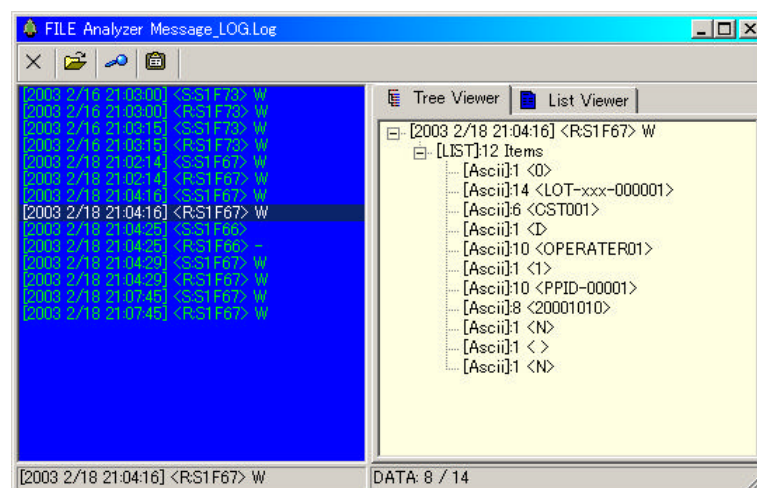 FILE Analyzer Message_LOG.Log
[2003 2/16 21:03:00] <S:S1F73> W
[2003 2/16 21:03:00] <R:S1F73> W
[2003 2/16 21:03:15] <S:S1F73> W
[2003 2/16 21:03:15] <R:S1F73> W
[2003 2/18 21:02:14] <S:S1F67> W
[2003 2/18 21:02:14] <R:S1F67> W
[2003 2/18 21:04:16] <S:S1F67> W
[2003 2/18 21:04:16] <R:S1F67> W
[2003 2/18 21:04:25] <S:S1F66>
[2003 2/18 21:04:25] <R:S1F66> -
[2003 2/18 21:04:29] <S:S1F67> W
[2003 2/18 21:04:29] <R:S1F67> W
[2003 2/18 21:07:45] <S:S1F67> W
[2003 2/18 21:07:45] <R:S1F67> W
Tree Viewer
List Viewer
[2003 2/18 21:04:16] <R:S1F67> W
[LIST]:12 Items
[Ascii]:1 <0>
[Ascii]:14 <LOT-xxx-000001>
[Ascii]:6 <CST001>
[Ascii]:1 <I>
[Ascii]:10 <OPERATER01>
[Ascii]:1 <1>
[Ascii]:10 <PPID-00001>
[Ascii]:8 <20001010>
[Ascii]:1 <N>
[Ascii]:1 < >
[Ascii]:1 <N>
[2003 2/18 21:04:16] <R:S1F67> W
DATA: 8 / 14